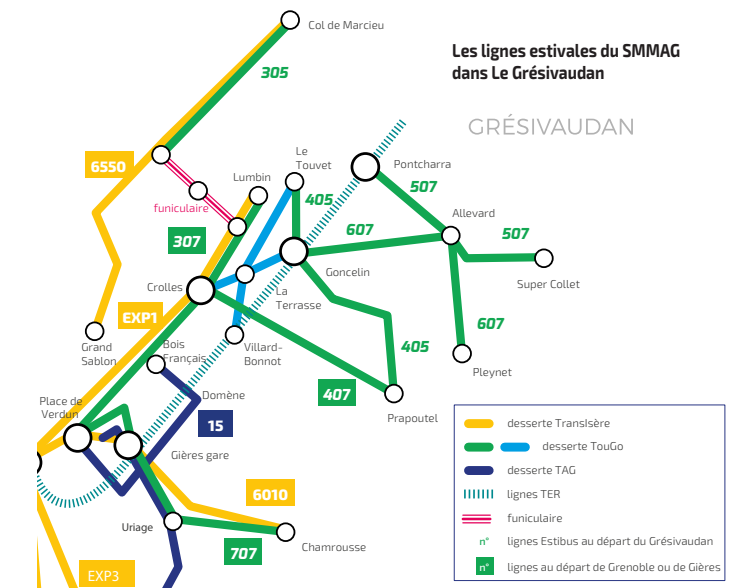 Col de Marcieu
305
Les lignes estivales du SMMAG
dans Le Grésivaudan
GRÉSIVAUDAN
6550
Le
Touvet
Pontcharra
507
Lumbin
405
funiculaire
Allevard
607
507
307
Goncelin
Super Collet
Crolles
La
Terrasse
EXP1
607
Bois
Français
Grand
Sablon
Villard-
Bonnot
405
Pleynet
Domène
407
Place de
Verdun
Prapoutel
15
Gières gare
6010
Uriage
Chamrousse
707
EXP3
desserte TransIsère
desserte TouGo
desserte TAG
lignes TER
funiculaire
n° lignes Estibus au départ du Grésivaudan
n° lignes au départ de Grenoble ou de Gières